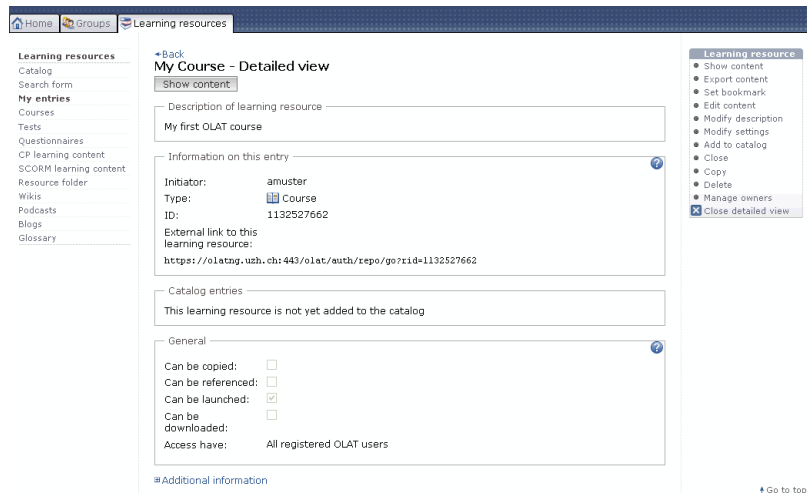 Home
Groups
Learning resources
Learning resources
Catalog
Search form
My entries
Courses
Tests
Questionnaires
CP learning content
SCORM learning content
Resource folder
Wikis
Podcasts
Blogs
Glossary
Back
My Course - Detailed view
Show content
Description of learning resource
My first OLAT course
Information on this entry
Initiator: amuster
Type: Course
ID: 1132527662
External link to this
learning resource:
https://olatng.uzh.ch:443/olat/auth/repo/go?rid=1132527662
Catalog entries
This learning resource is not yet added to the catalog
General
Can be copied:
Can be referenced:
Can be launched:
Can be
downloaded:
Access have: All registered OLAT users
Additional information
Learning resource
Show content
Export content
Set bookmark
Edit content
Modify description
Modify settings
Add to catalog
Close
Copy
Delete
Manage owners
Close detailed view
Go to top